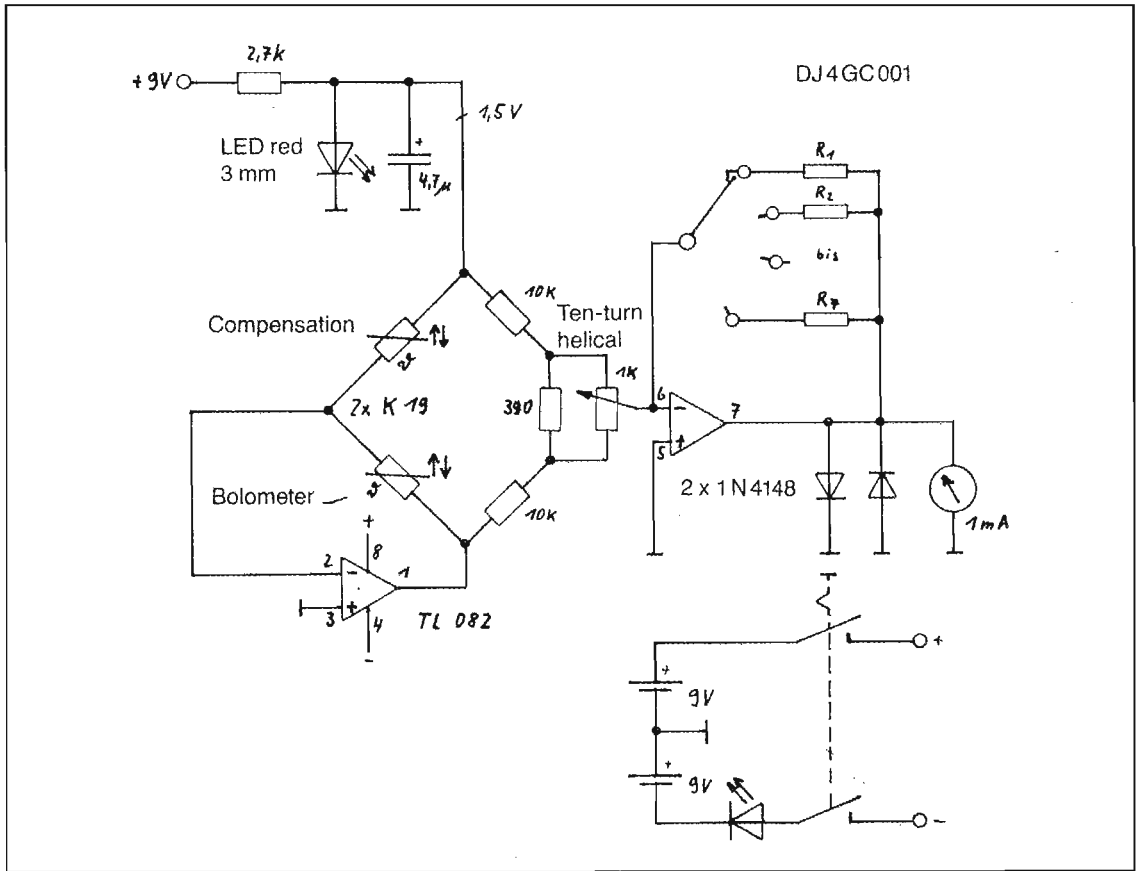 DJ4GC001
2,7k
+9V
1,5V
LED red
3 mm
+
4,7µ
R1
R2
bis
R7
10K
Ten-turn
helical
Compensation
ϑ
1K
2x K 19
390
6
-
7
+
5
Bolometer
ϑ
10K
2 x 1N4148
1mA
+
8
2
-
1
+
3
4
-
TL 082
+
+
9V
+
9V
-